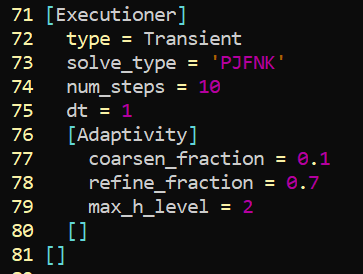 71 [Executioner]
72   type = Transient
73   solve_type = 'PJFNK'
74   num_steps = 10
75   dt = 1
76   [Adaptivity]
77     coarsen_fraction = 0.1
78     refine_fraction = 0.7
79     max_h_level = 2
80   []
81 []